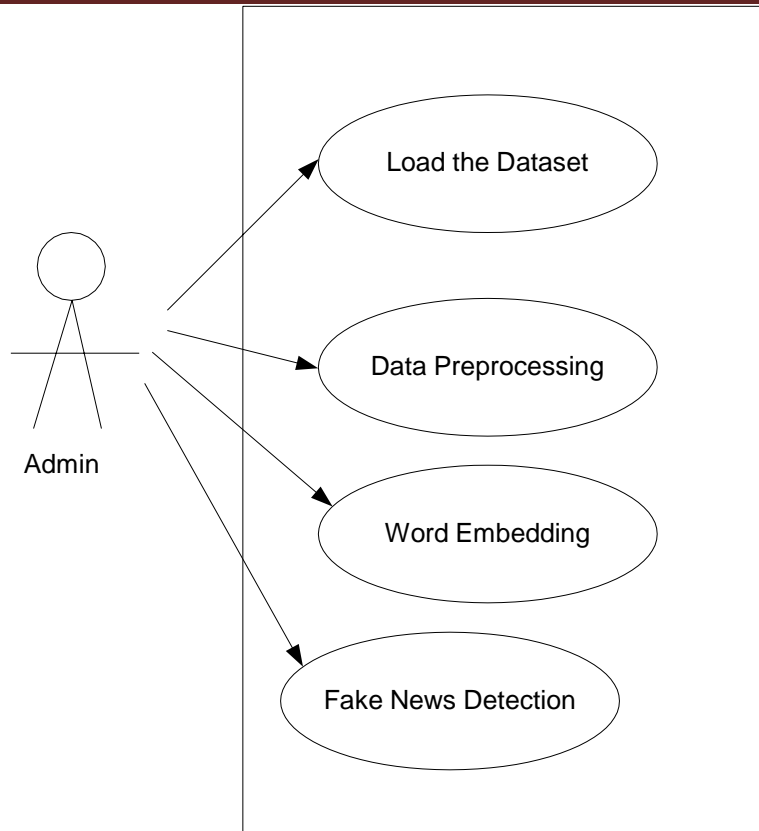 Load the Dataset
Data Preprocessing
Admin
Word Embedding
Fake News Detection